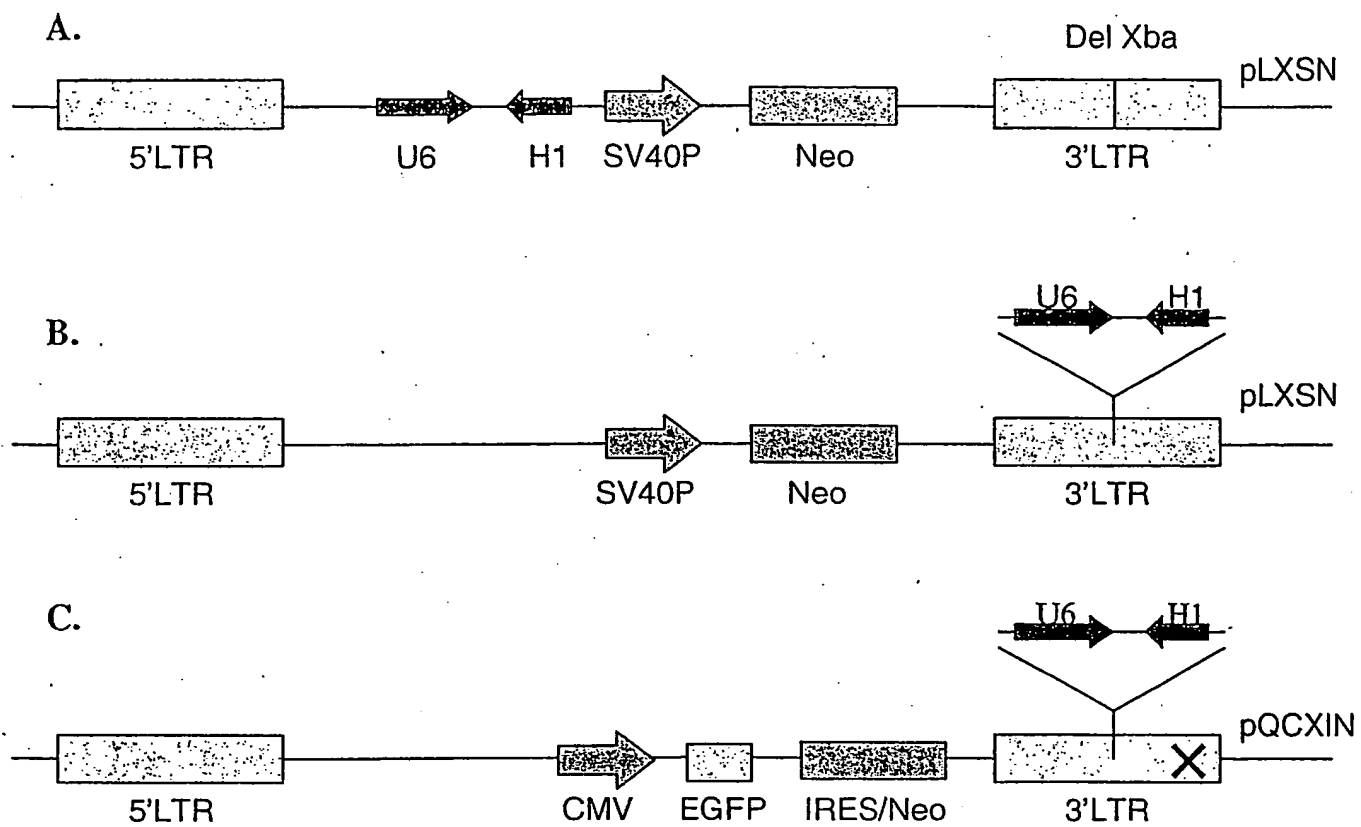 A.
Del Xba
pLXSN
5'LTR
U6
H1
SV40P
Neo
3'LTR
U6
H1
B.
pLXSN
5'LTR
SV40P
Neo
3'LTR
U6
H1
C.
pQCXIN
5'LTR
CMV
EGFP
IRES/Neo
3'LTR